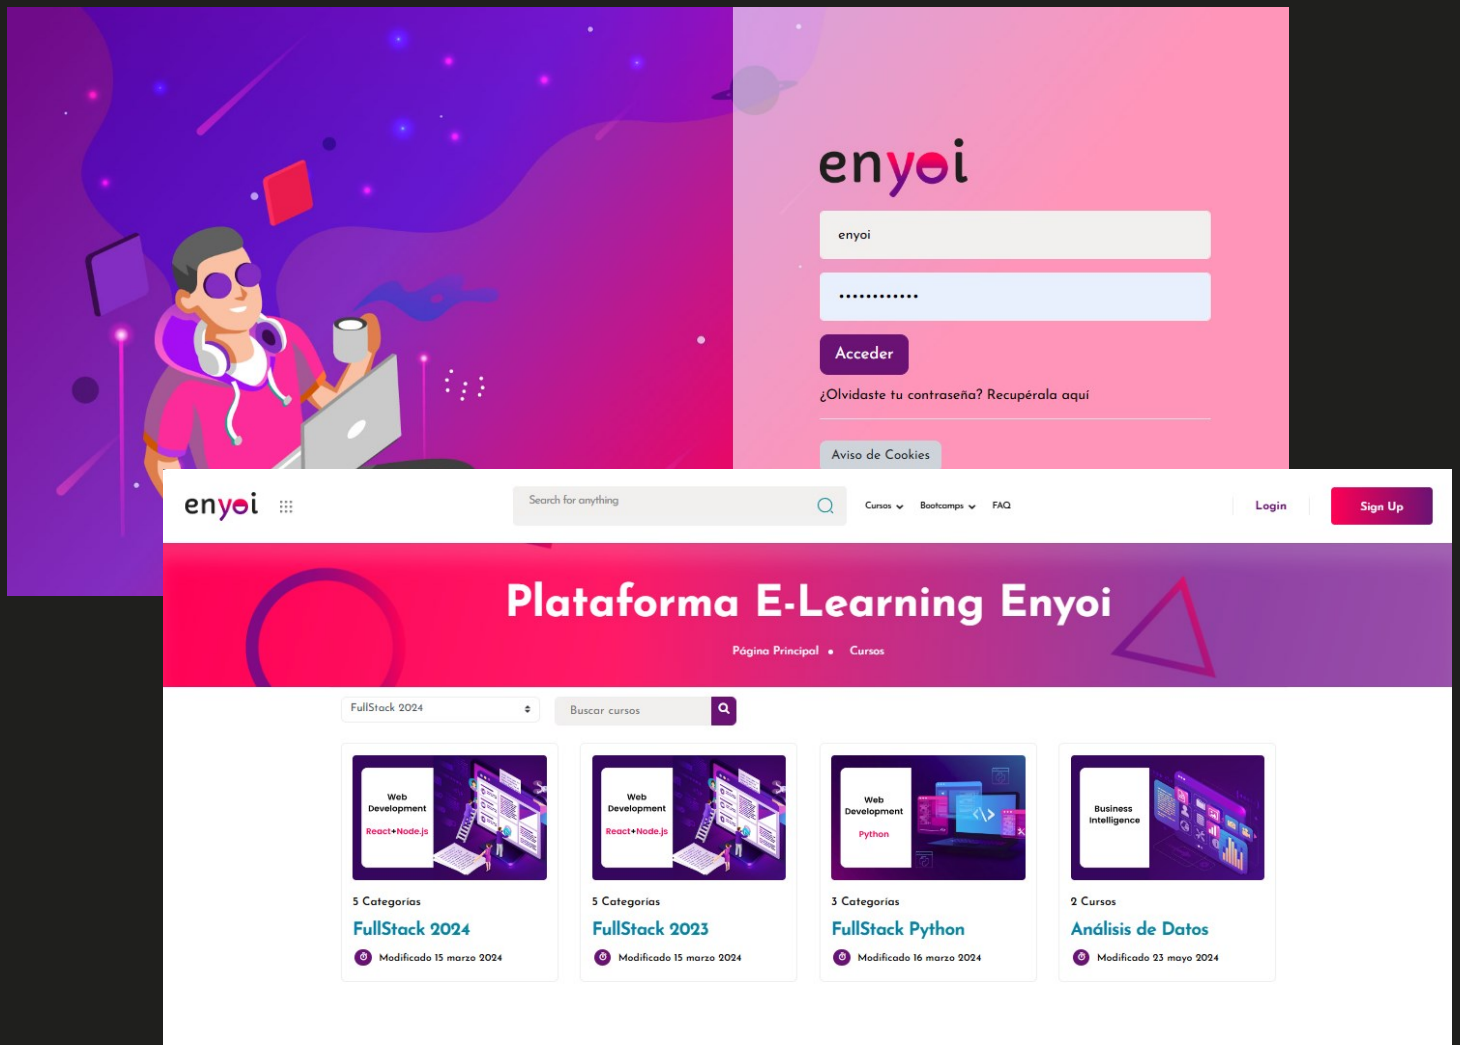 enyoi
enyoi
••••••••••••
Acceder
¿Olvidaste tu contraseña? Recupérala aquí
Aviso de Cookies
enyoi
Search for anything
Cursos
Bootcamps
FAQ
Login
Sign Up
Plataforma E-Learning Enyoi
Página Principal • Cursos
FullStack 2024
Buscar cursos
Web
Development
React+Node.js
5 Categorías
FullStack 2024
Modificado 15 marzo 2024
Web
Development
React+Node.js
5 Categorías
FullStack 2023
Modificado 15 marzo 2024
Web
Development
Python
3 Categorías
FullStack Python
Modificado 16 marzo 2024
Business
Intelligence
2 Cursos
Análisis de Datos
Modificado 23 mayo 2024